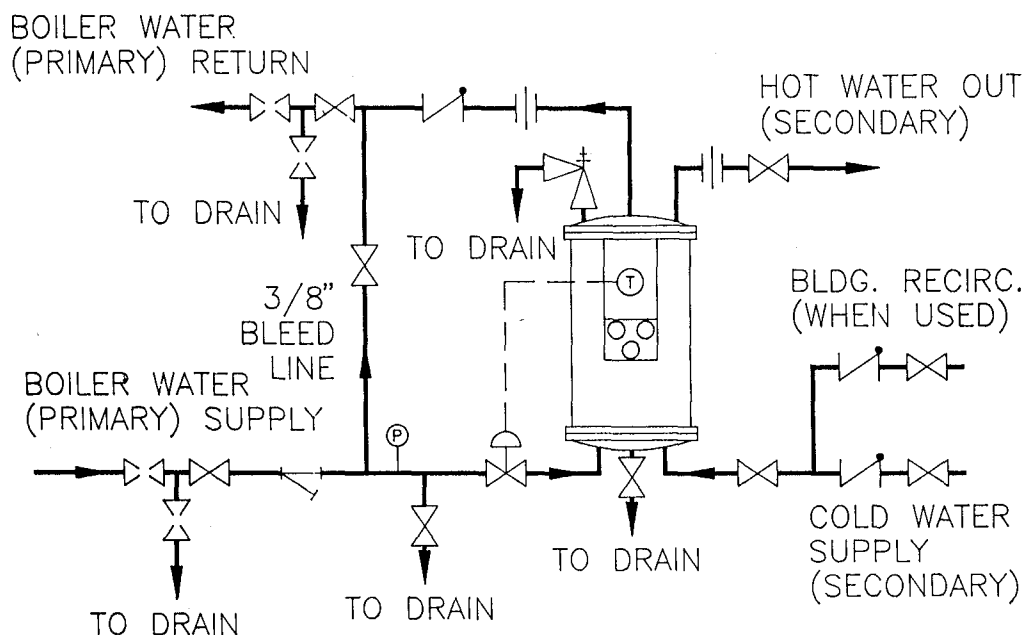 BOILER WATER
(PRIMARY) RETURN
HOT WATER OUT
(SECONDARY)
TO DRAIN
TO DRAIN
T
3/8"
BLEED
LINE
BLDG. RECIRC.
(WHEN USED)
BOILER WATER
(PRIMARY) SUPPLY
P
COLD WATER
SUPPLY
(SECONDARY)
TO DRAIN
TO DRAIN
TO DRAIN